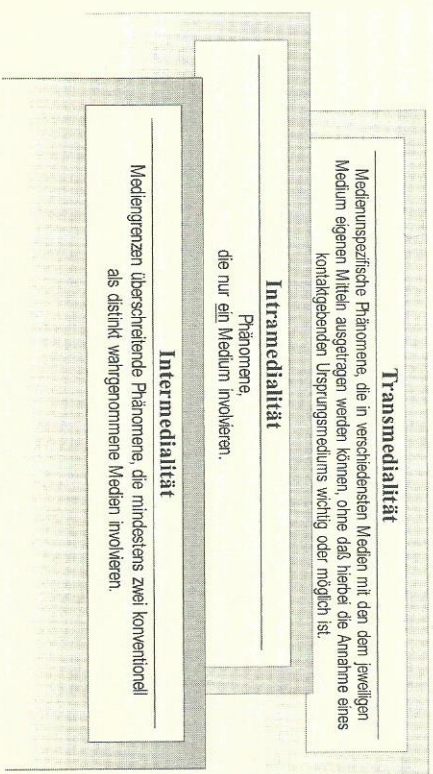 Transmedialität
Medienunspezifische Phänomene, die in verschiedensten Medien mit den dem jeweiligen
Medium eigenen Mitteln ausgetragen werden können, ohne daß hierbei die Annahme eines
kontaktgebenden Ursprungsmediums wichtig oder möglich ist.
Intramedialität
Phänomene,
die nur ein Medium involvieren.
Intermedialität
Mediengrenzen überschreitende Phänomene, die mindestens zwei konventionell
als distinkt wahrgenommene Medien involvieren.